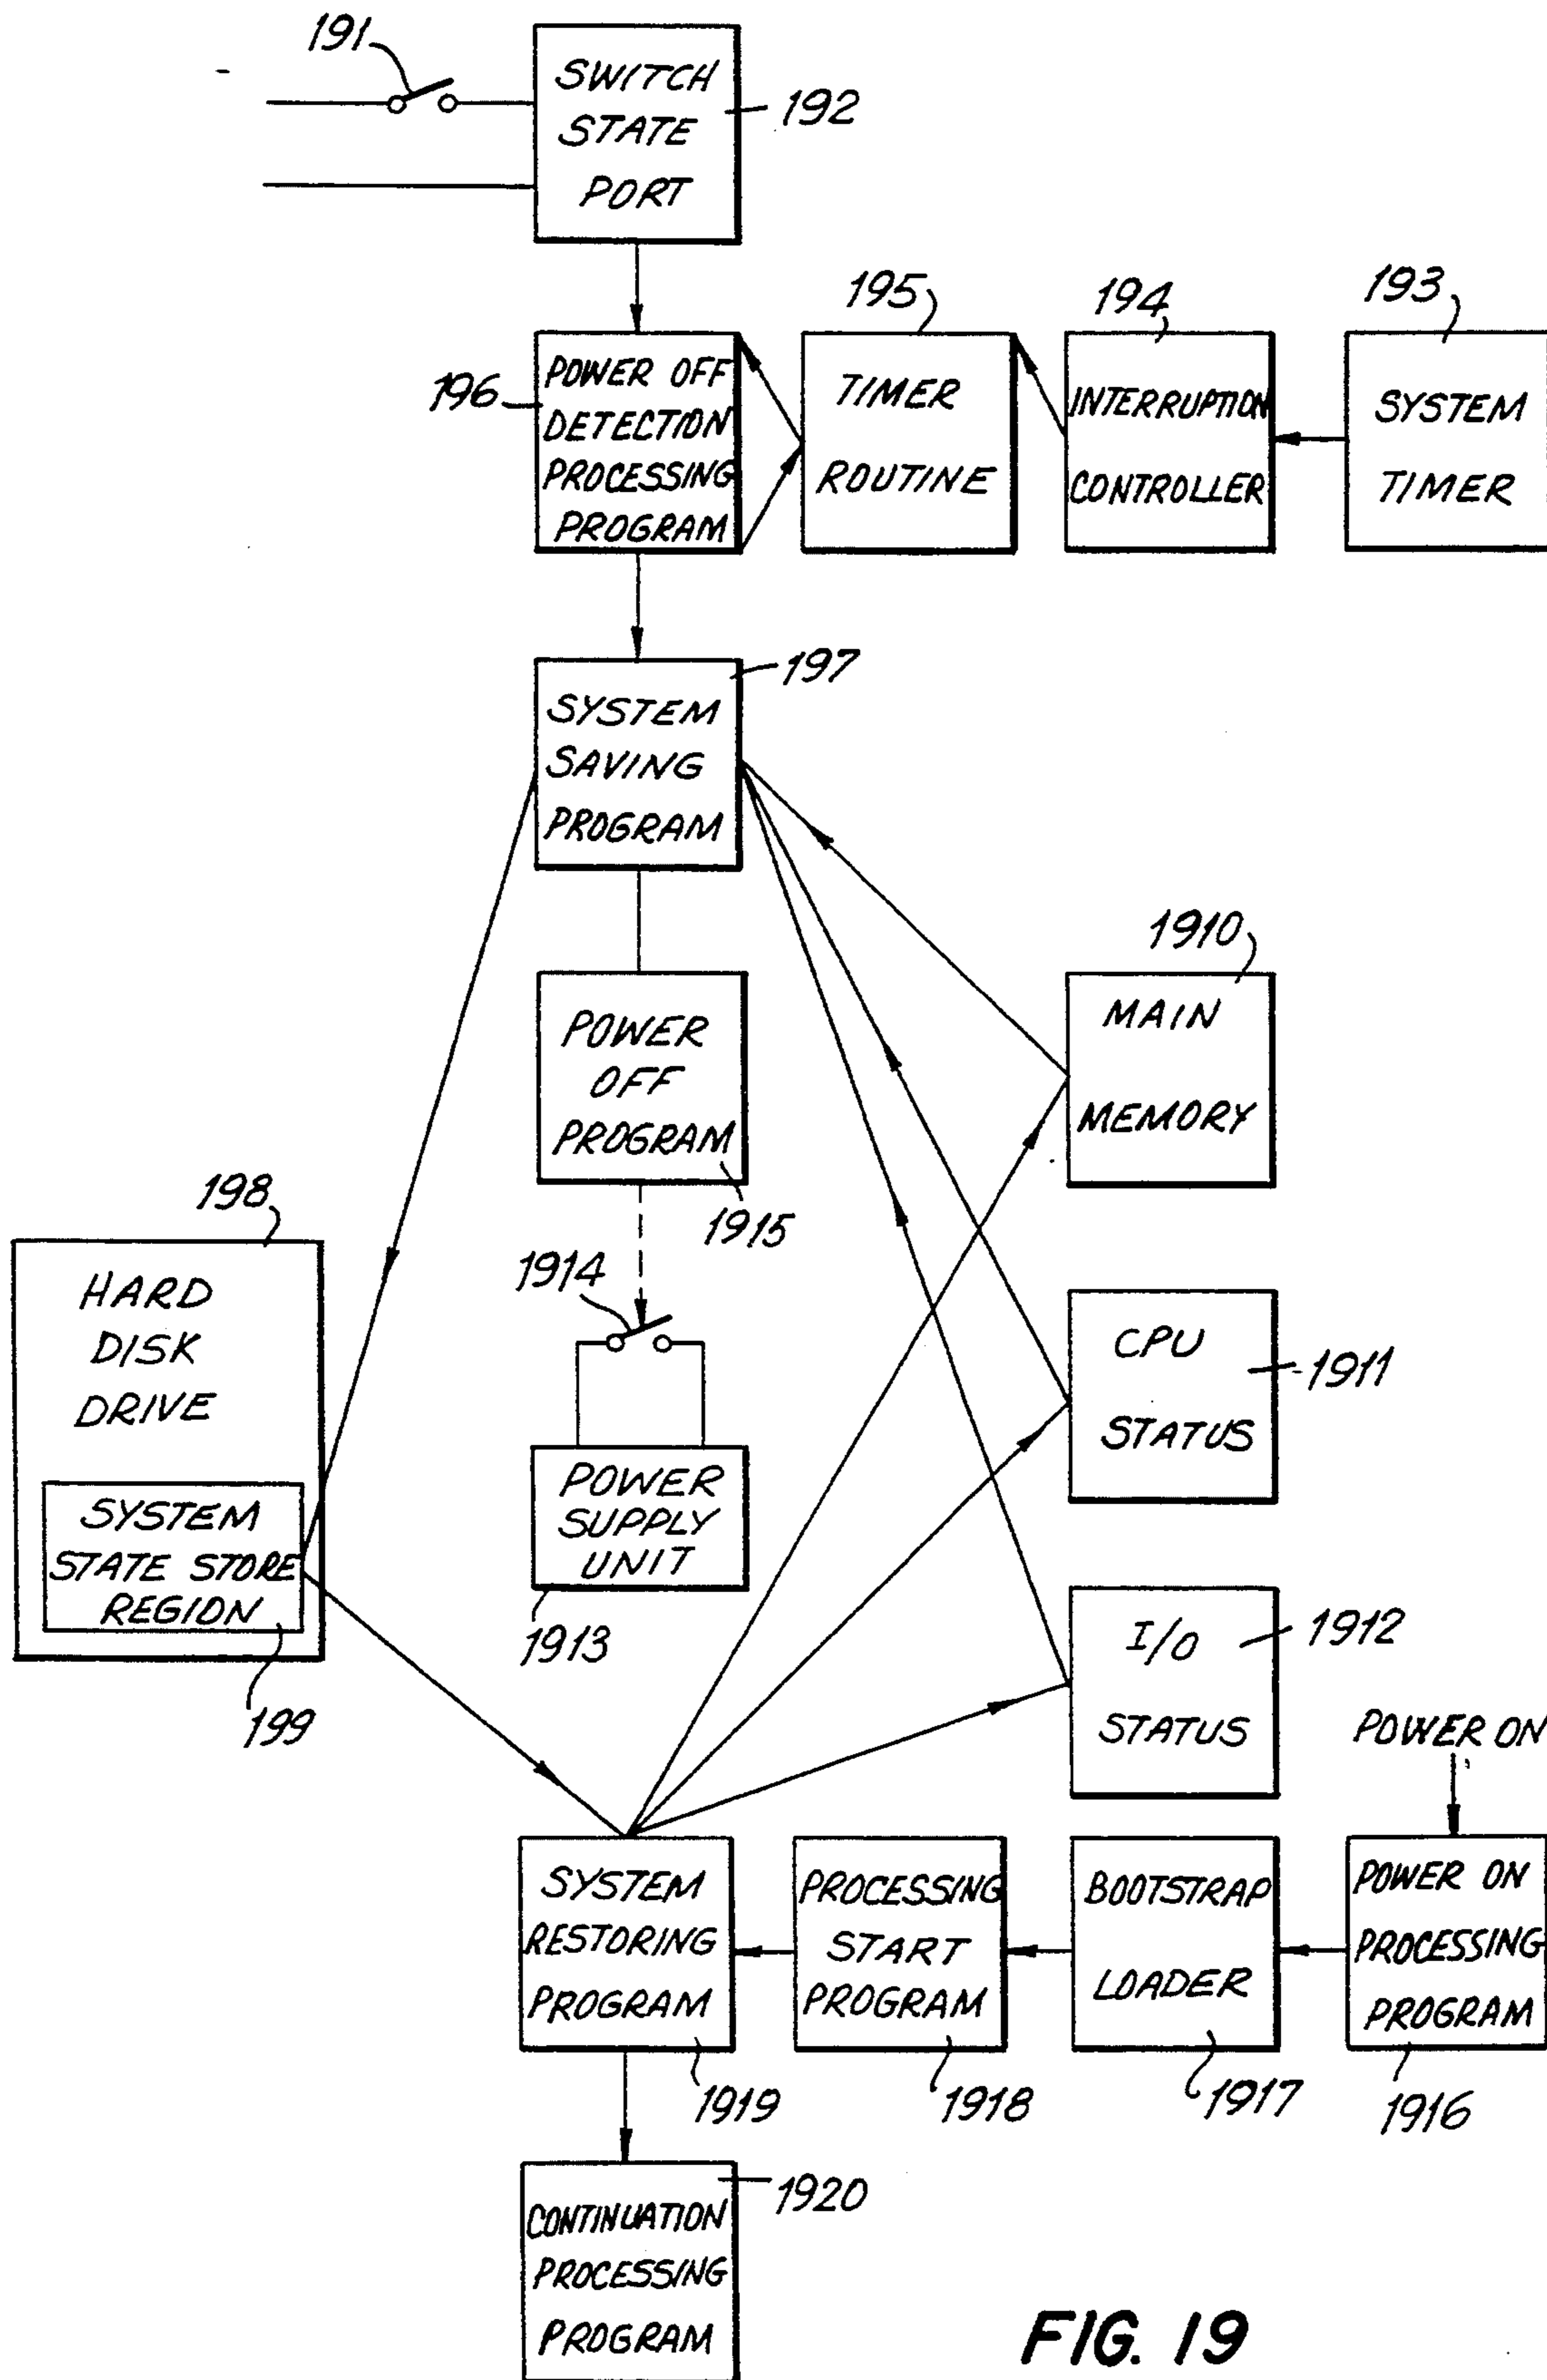 191
SWITCH
STATE
PORT
192
195
194
193
196
POWER OFF
DETECTION
PROCESSING
PROGRAM
TIMER
ROUTINE
INTERRUPTION
CONTROLLER
SYSTEM
TIMER
197
SYSTEM
SAVING
PROGRAM
1910
MAIN
MEMORY
POWER
OFF
PROGRAM
1915
198
HARD
DISK
DRIVE
1914
CPU
STATUS
1911
SYSTEM
STATE STORE
REGION
199
POWER
SUPPLY
UNIT
1913
I/O
STATUS
1912
POWER ON
SYSTEM
RESTORING
PROGRAM
1919
PROCESSING
START
PROGRAM
1918
BOOTSTRAP
LOADER
1917
POWER ON
PROCESSING
PROGRAM
1916
1920
CONTINUATION
PROCESSING
PROGRAM
FIG. 19